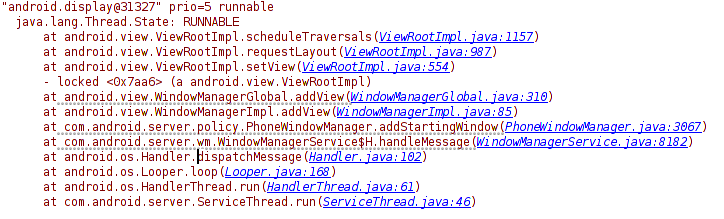 "android.display@31327" prio=5 runnable
java.lang.Thread.State: RUNNABLE
at android.view.ViewRootImpl.scheduleTraversals(ViewRootImpl.java:1157)
at android.view.ViewRootImpl.requestLayout(ViewRootImpl.java:987)
at android.view.ViewRootImpl.setView(ViewRootImpl.java:554)
- locked <0x7aa6> (a android.view.ViewRootImpl)
at android.view.WindowManagerGlobal.addView(WindowManagerGlobal.java:310)
at android.view.WindowManagerImpl.addView(WindowManagerImpl.java:85)
at com.android.server.policy.PhoneWindowManager.addStartingWindow(PhoneWindowManager.java:3067)
at com.android.server.wm.WindowManagerService$H.handleMessage(WindowManagerService.java:8182)
at android.os.Handler.dispatchMessage(Handler.java:102)
at android.os.Looper.loop(Looper.java:168)
at android.os.HandlerThread.run(HandlerThread.java:61)
at com.android.server.ServiceThread.run(ServiceThread.java:46)